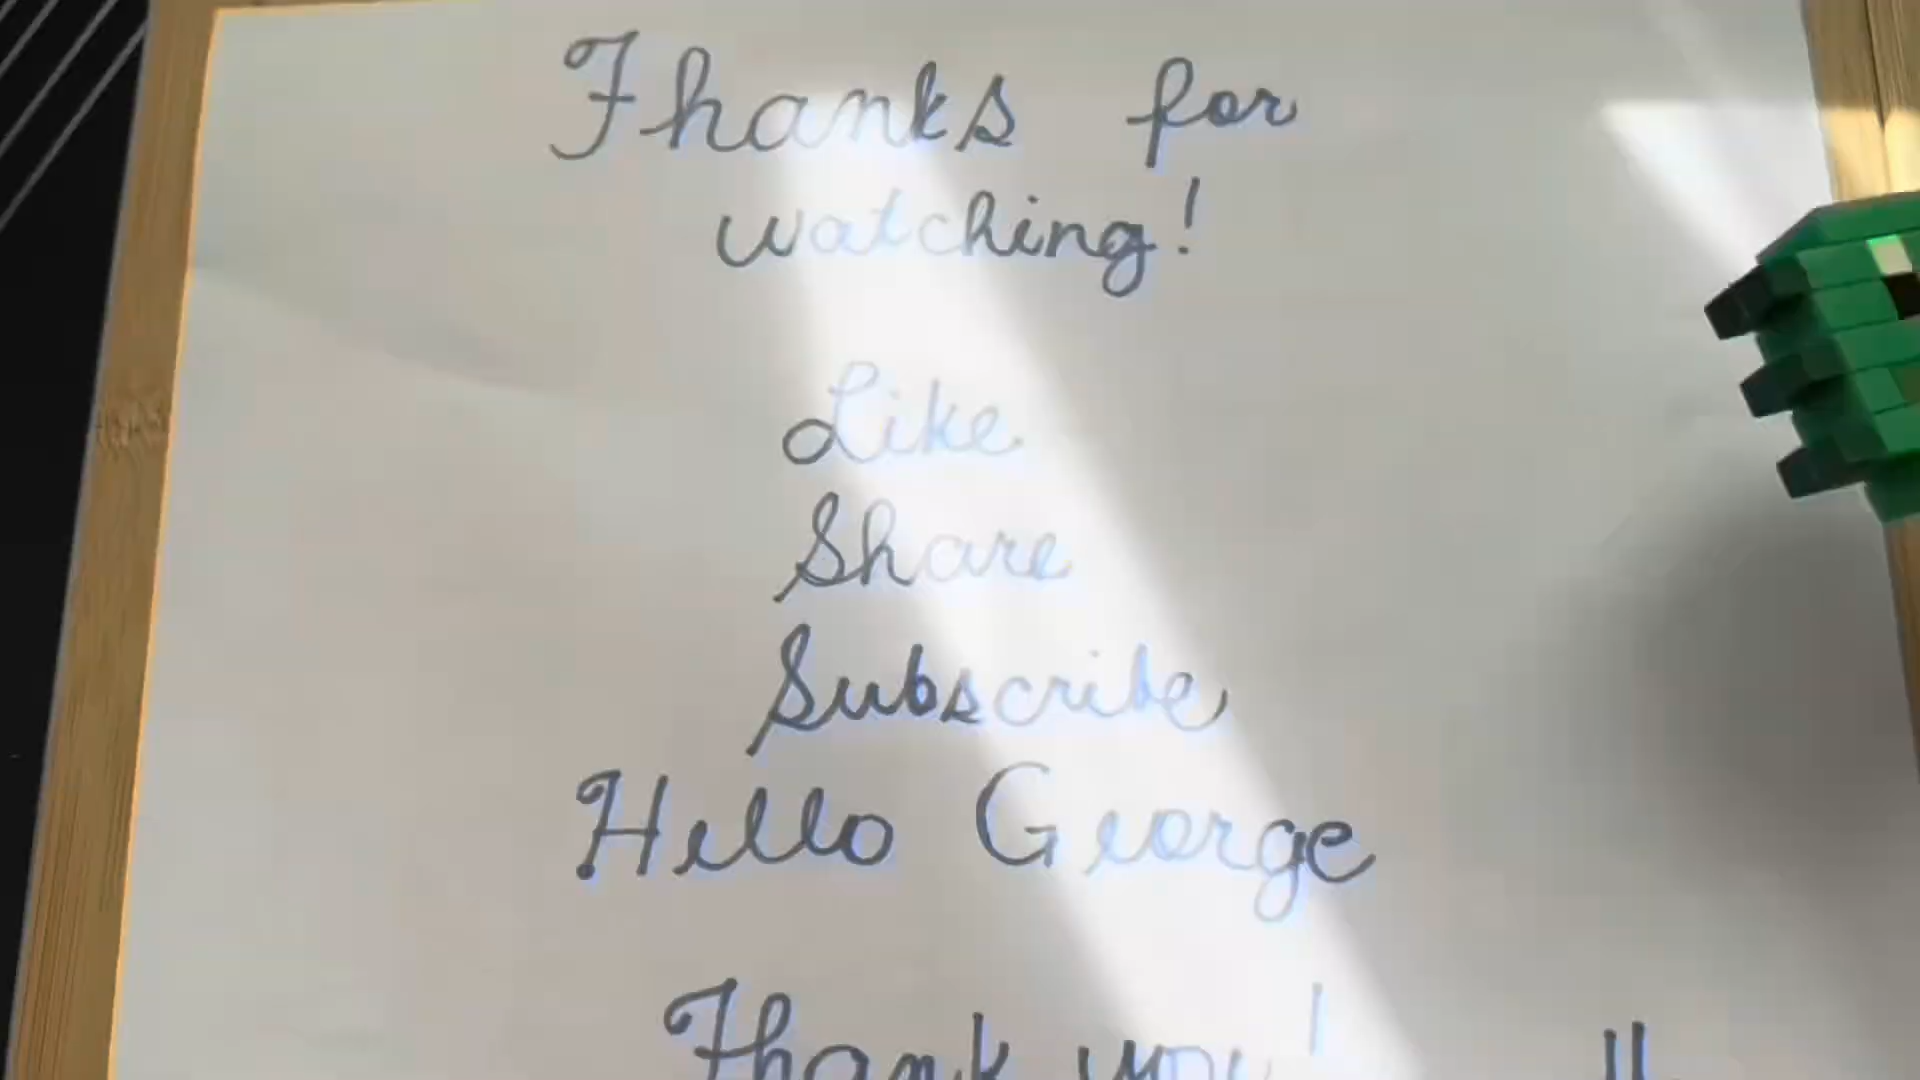 Thanks for
watching!
Like
Share
Subscribe
Hello George
Thank you!